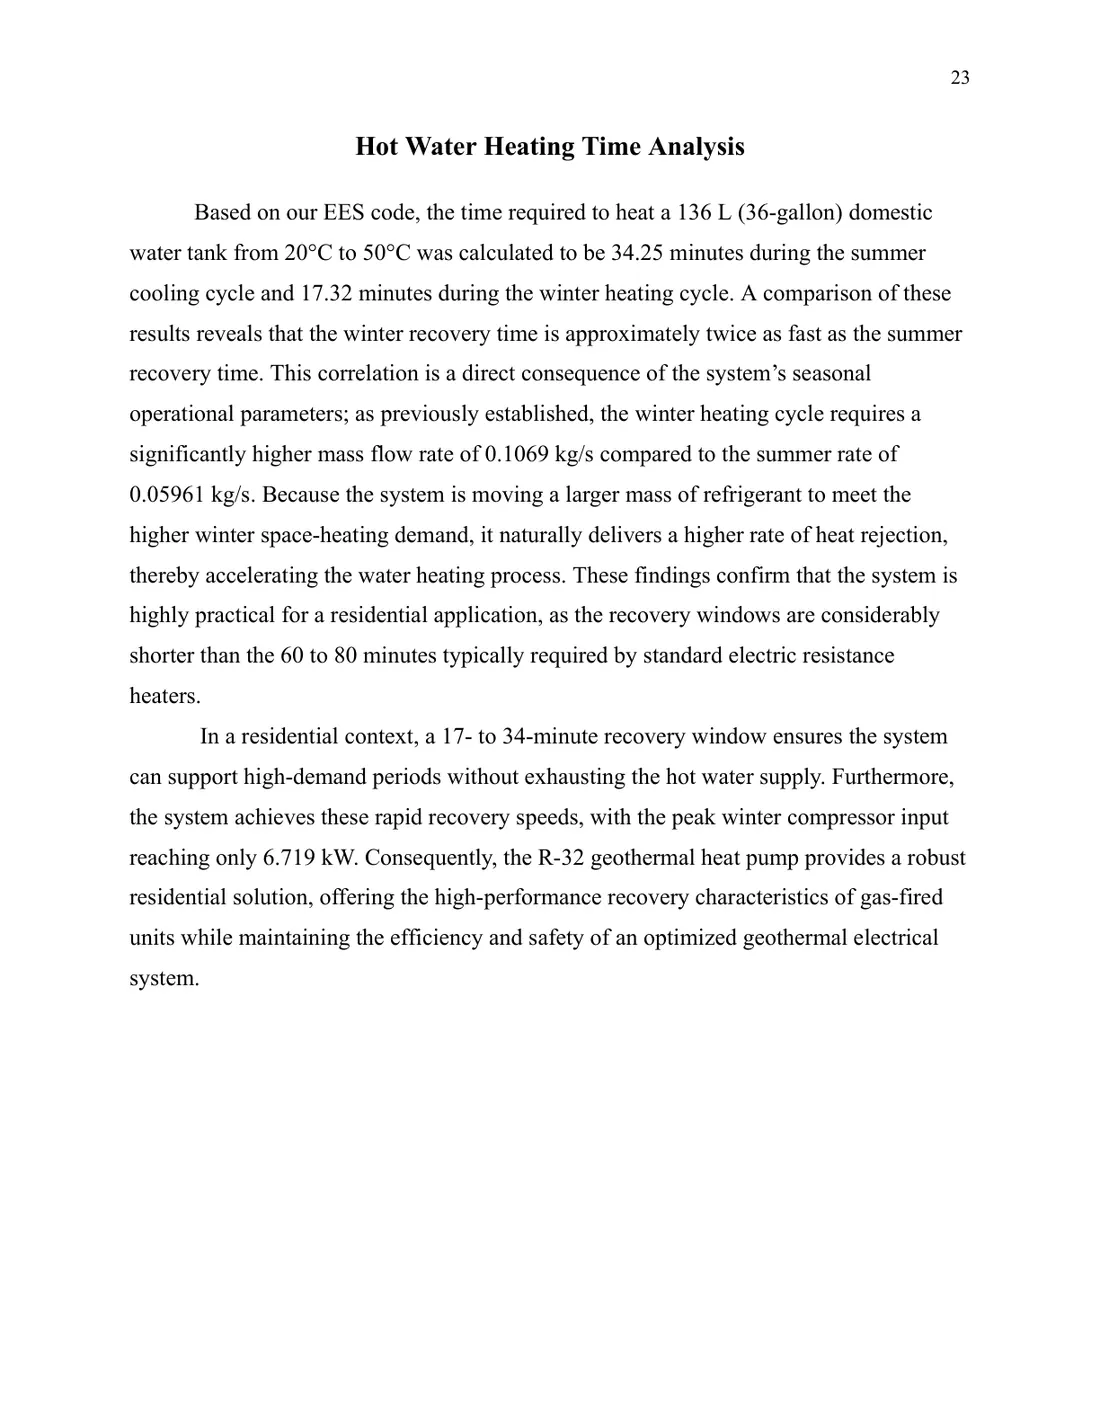 23
Hot Water Heating Time Analysis
Based on our EES code, the time required to heat a 136 L (36-gallon) domestic
water tank from 20°C to 50°C was calculated to be 34.25 minutes during the summer
cooling cycle and 17.32 minutes during the winter heating cycle. A comparison of these
results reveals that the winter recovery time is approximately twice as fast as the summer
recovery time. This correlation is a direct consequence of the system’s seasonal
operational parameters; as previously established, the winter heating cycle requires a
significantly higher mass flow rate of 0.1069 kg/s compared to the summer rate of
0.05961 kg/s. Because the system is moving a larger mass of refrigerant to meet the
higher winter space-heating demand, it naturally delivers a higher rate of heat rejection,
thereby accelerating the water heating process. These findings confirm that the system is
highly practical for a residential application, as the recovery windows are considerably
shorter than the 60 to 80 minutes typically required by standard electric resistance
heaters.
In a residential context, a 17- to 34-minute recovery window ensures the system
can support high-demand periods without exhausting the hot water supply. Furthermore,
the system achieves these rapid recovery speeds, with the peak winter compressor input
reaching only 6.719 kW. Consequently, the R-32 geothermal heat pump provides a robust
residential solution, offering the high-performance recovery characteristics of gas-fired
units while maintaining the efficiency and safety of an optimized geothermal electrical
system.